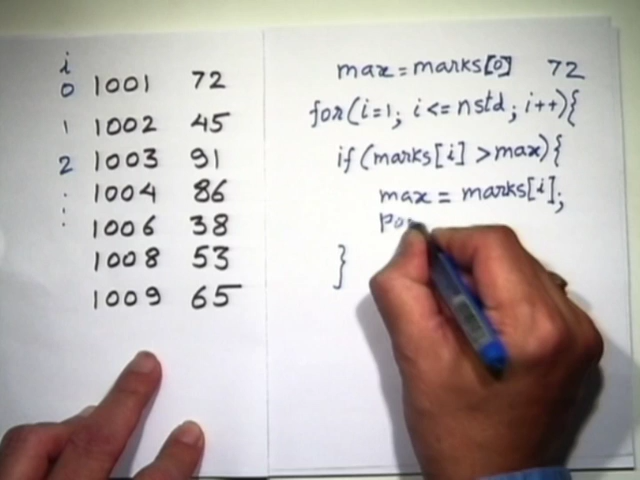 i
0 1001 72
1 1002 45
2 1003 91
: 1004 86
: 1006 38
1008 53
1009 65
max = marks[0] 72
for(i=1; i <= nstd; i++){
if (marks[i] > max){
max = marks[i];
po
}